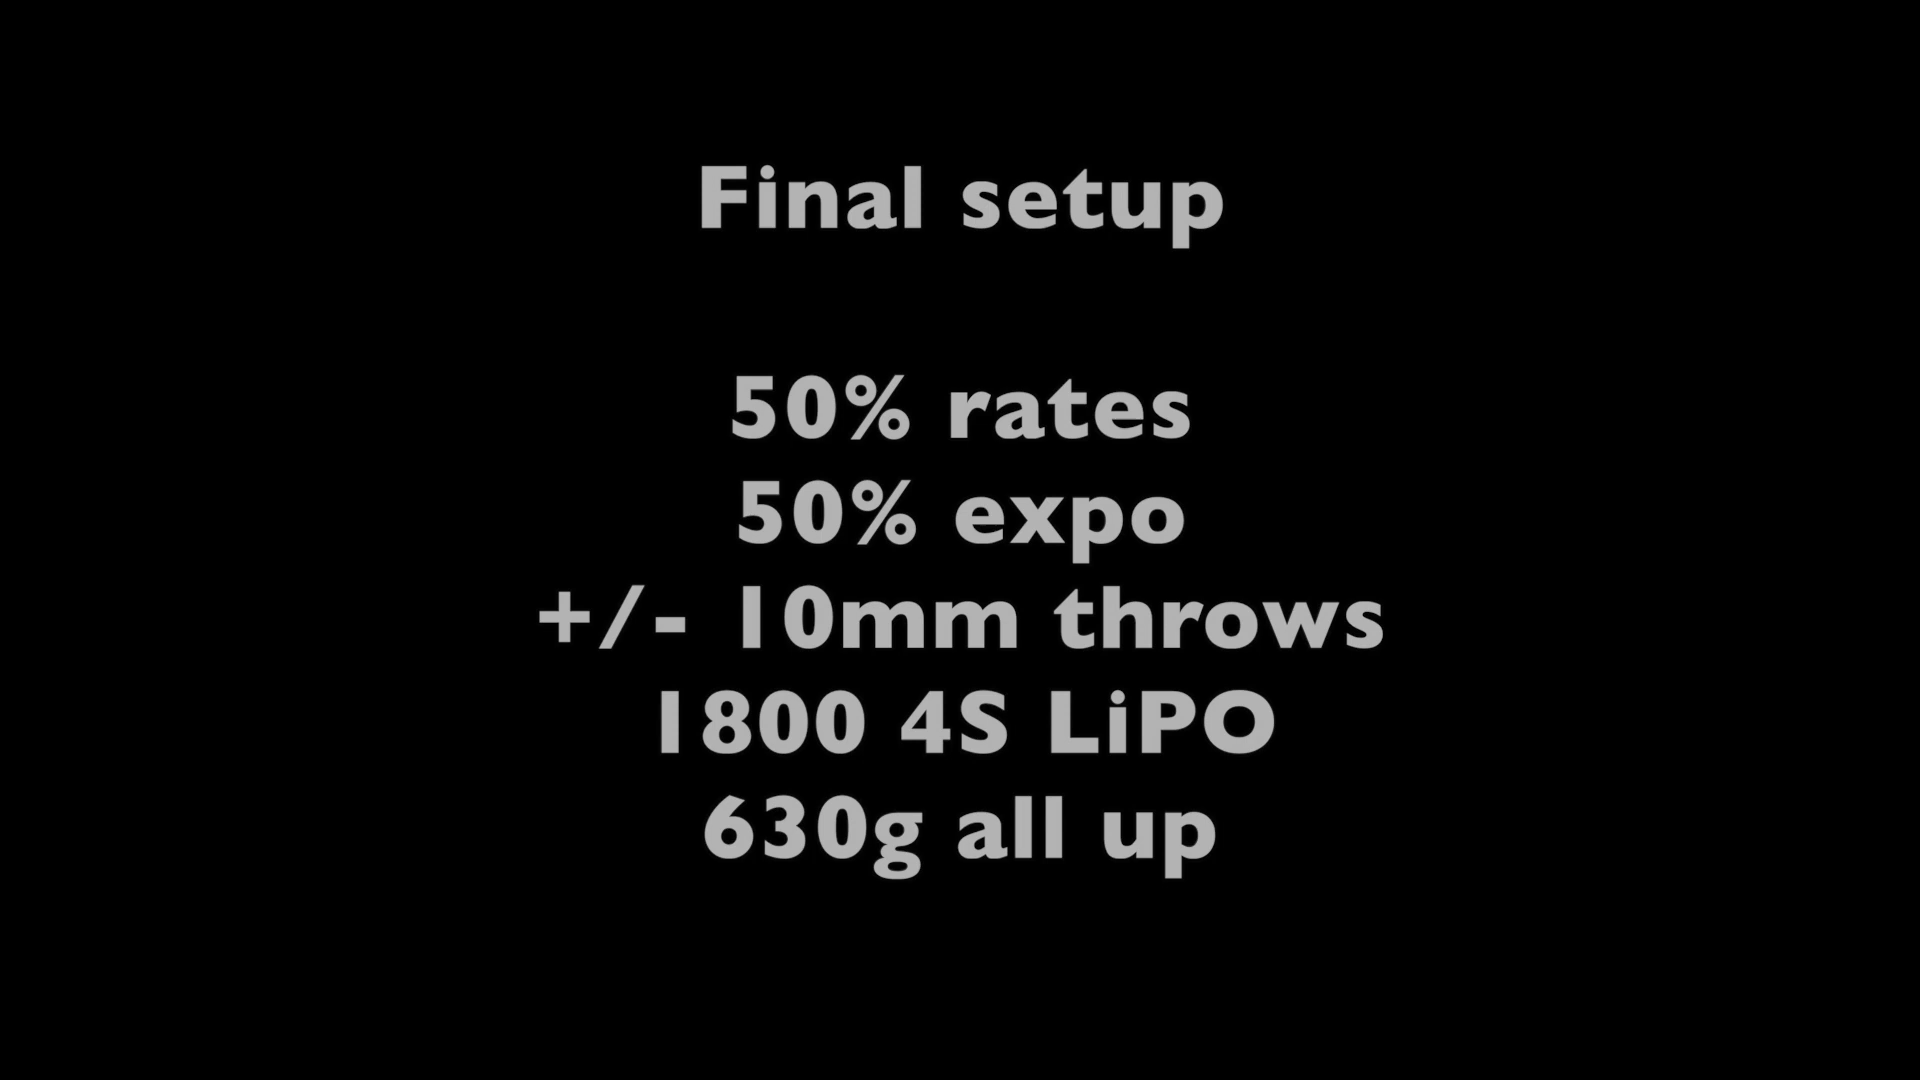 Final setup
50% rates
50% expo
+/- 10mm throws
1800 4S LiPO
630g all up